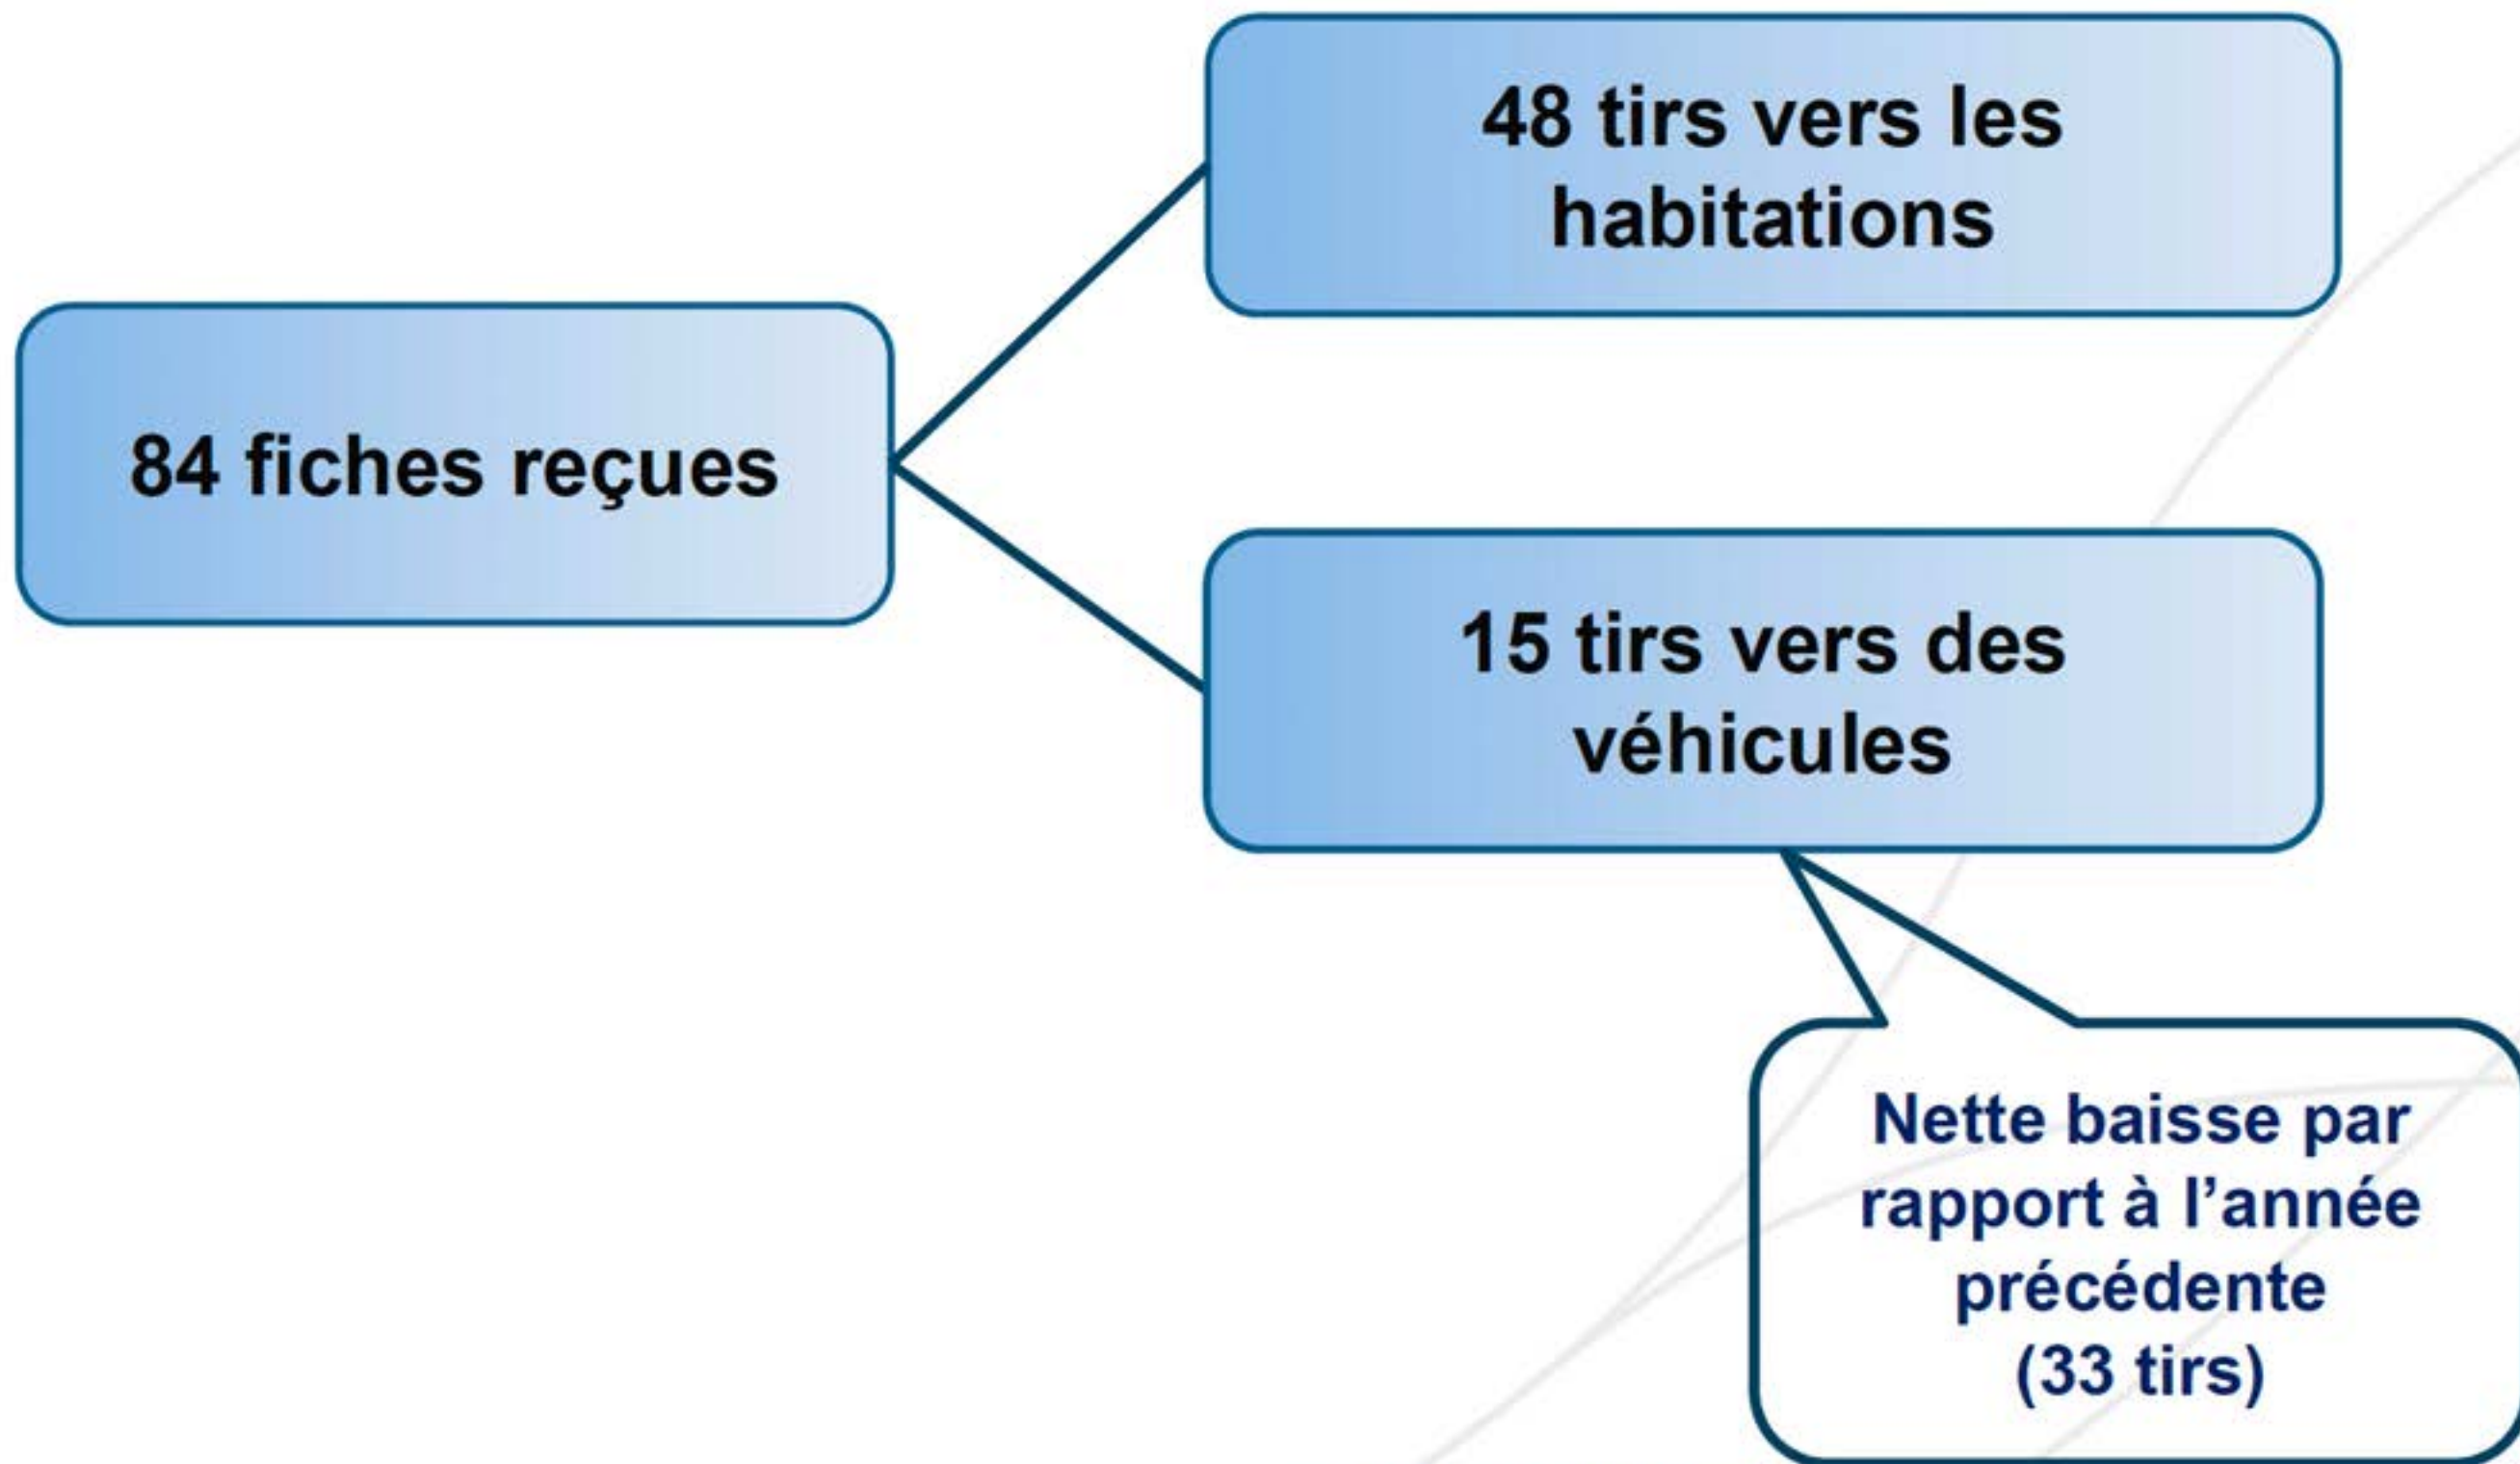 48 tirs vers les
habitations
84 fiches reçues
15 tirs vers des
véhicules
Nette baisse par
rapport à l’année
précédente
(33 tirs)